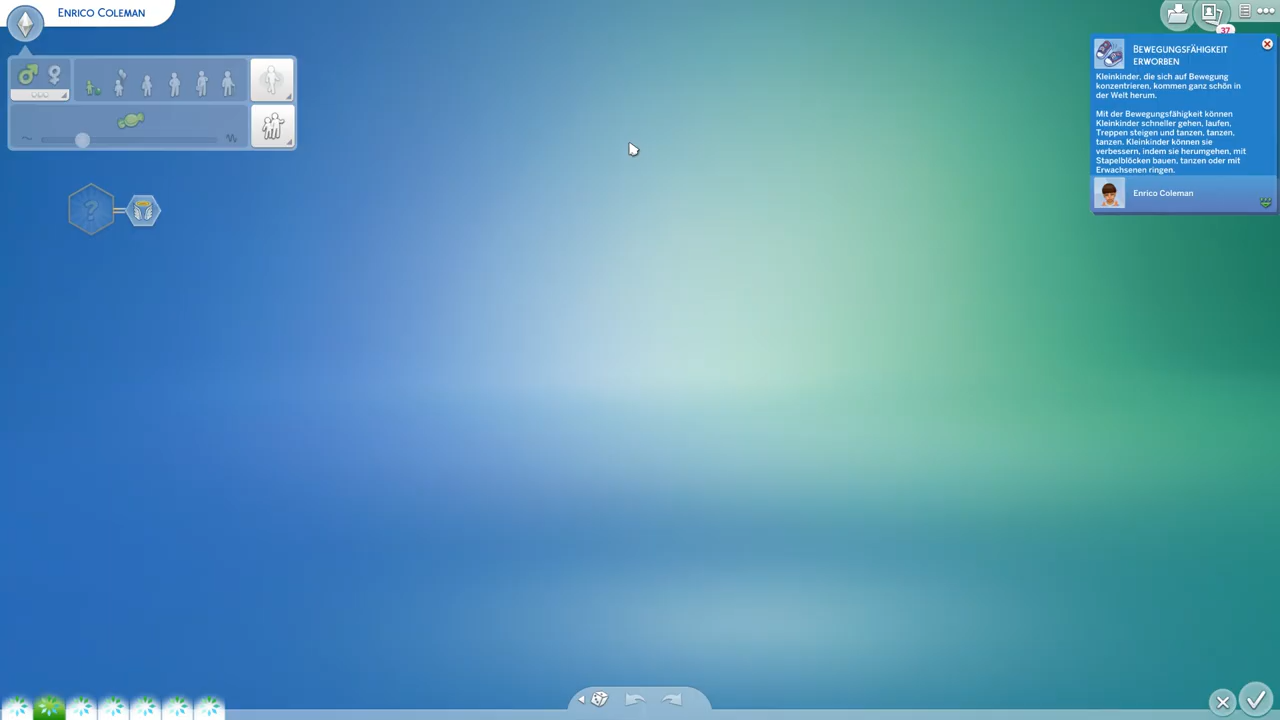 ENRICO COLEMAN
37
BEWEGUNGSFÄHIGKEIT
ERWORBEN
Kleinkinder, die sich auf Bewegung
konzentrieren, kommen ganz schön in
der Welt herum.
Mit der Bewegungsfähigkeit können
Kleinkinder schneller gehen, laufen,
Treppen steigen und tanzen, tanzen,
tanzen. Kleinkinder können sie
verbessern, indem sie herumgehen, mit
Stapelblöcken bauen, tanzen oder mit
Erwachsenen ringen.
Enrico Coleman
?